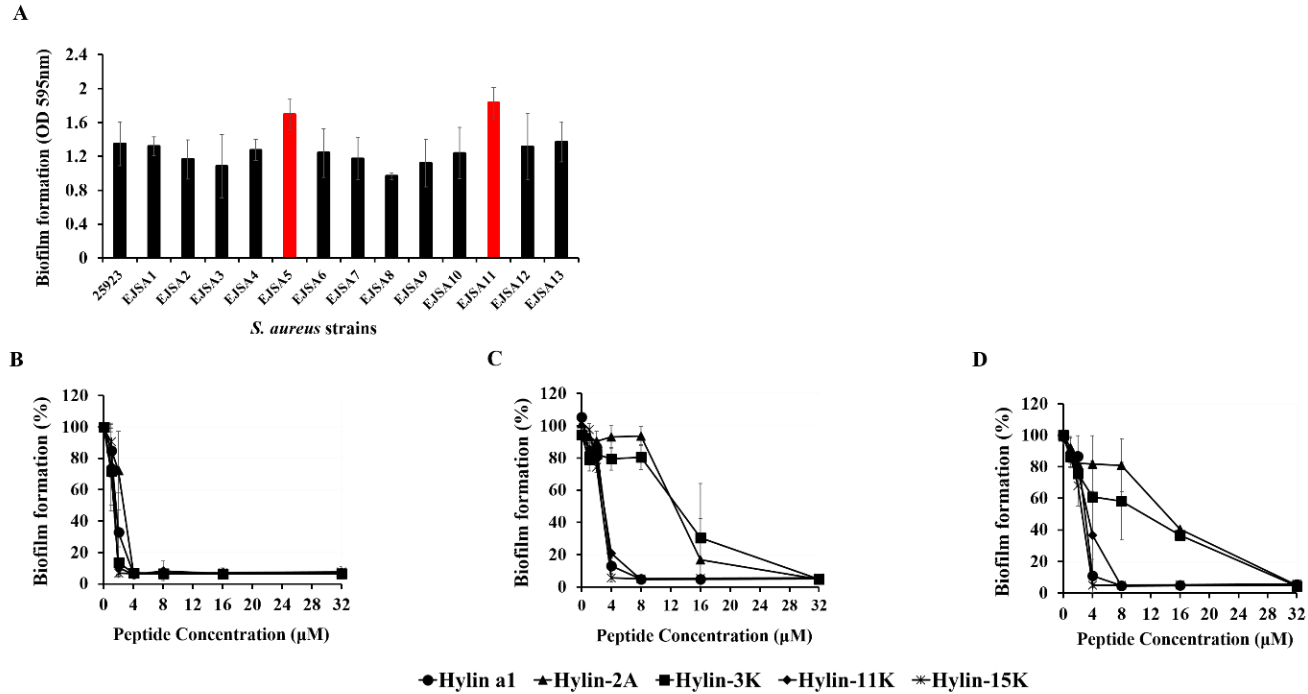 A
Biofilm formation (OD 595nm)
2.4
2
1.6
1.2
0.8
0.4
0
25923 EJSA1 EJSA2 EJSA3 EJSA4 EJSA5 EJSA6 EJSA7 EJSA8 EJSA9 EJSA10 EJSA11 EJSA12 EJSA13
S. aureus strains
B
Biofilm formation (%)
120
100
80
60
40
20
0
0 4 8 12 16 20 24 28 32
Peptide Concentration (µM)
C
Biofilm formation (%)
120
100
80
60
40
20
0
0 4 8 12 16 20 24 28 32
Peptide Concentration (µM)
D
Biofilm formation (%)
120
100
80
60
40
20
0
0 4 8 12 16 20 24 28 32
Peptide Concentration (µM)
Hylin a1 Hylin-2A Hylin-3K Hylin-11K Hylin-15K